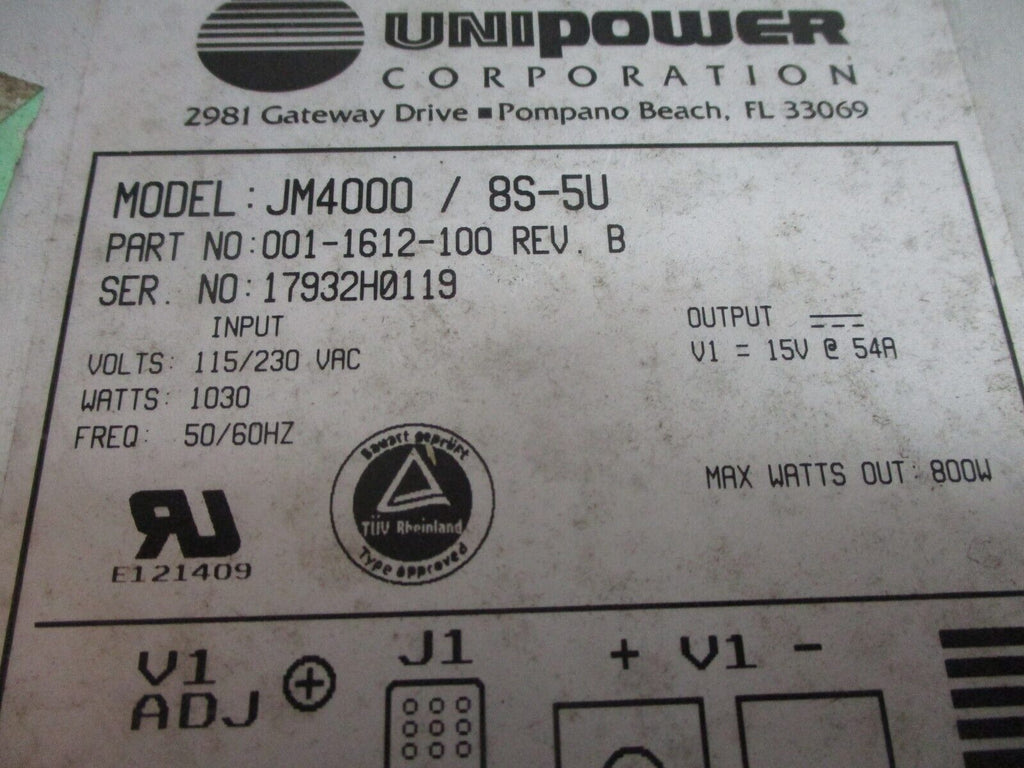 UNIPOWER
CORPORATION
2981 Gateway Drive ▪ Pompano Beach, FL 33069
MODEL: JM4000 / 8S-5U
PART NO:001-1612-100 REV. B
SER. NO:17932H0119
INPUT
VOLTS: 115/230 VAC
WATTS: 1030
FREQ: 50/60HZ
OUTPUT
V1 = 15V @ 54A
MAX WATTS OUT: 800W
RU
E121409
Bauart geprüft
TÜV Rheinland
Type approved
V1
ADJ
J1
+ V1 -